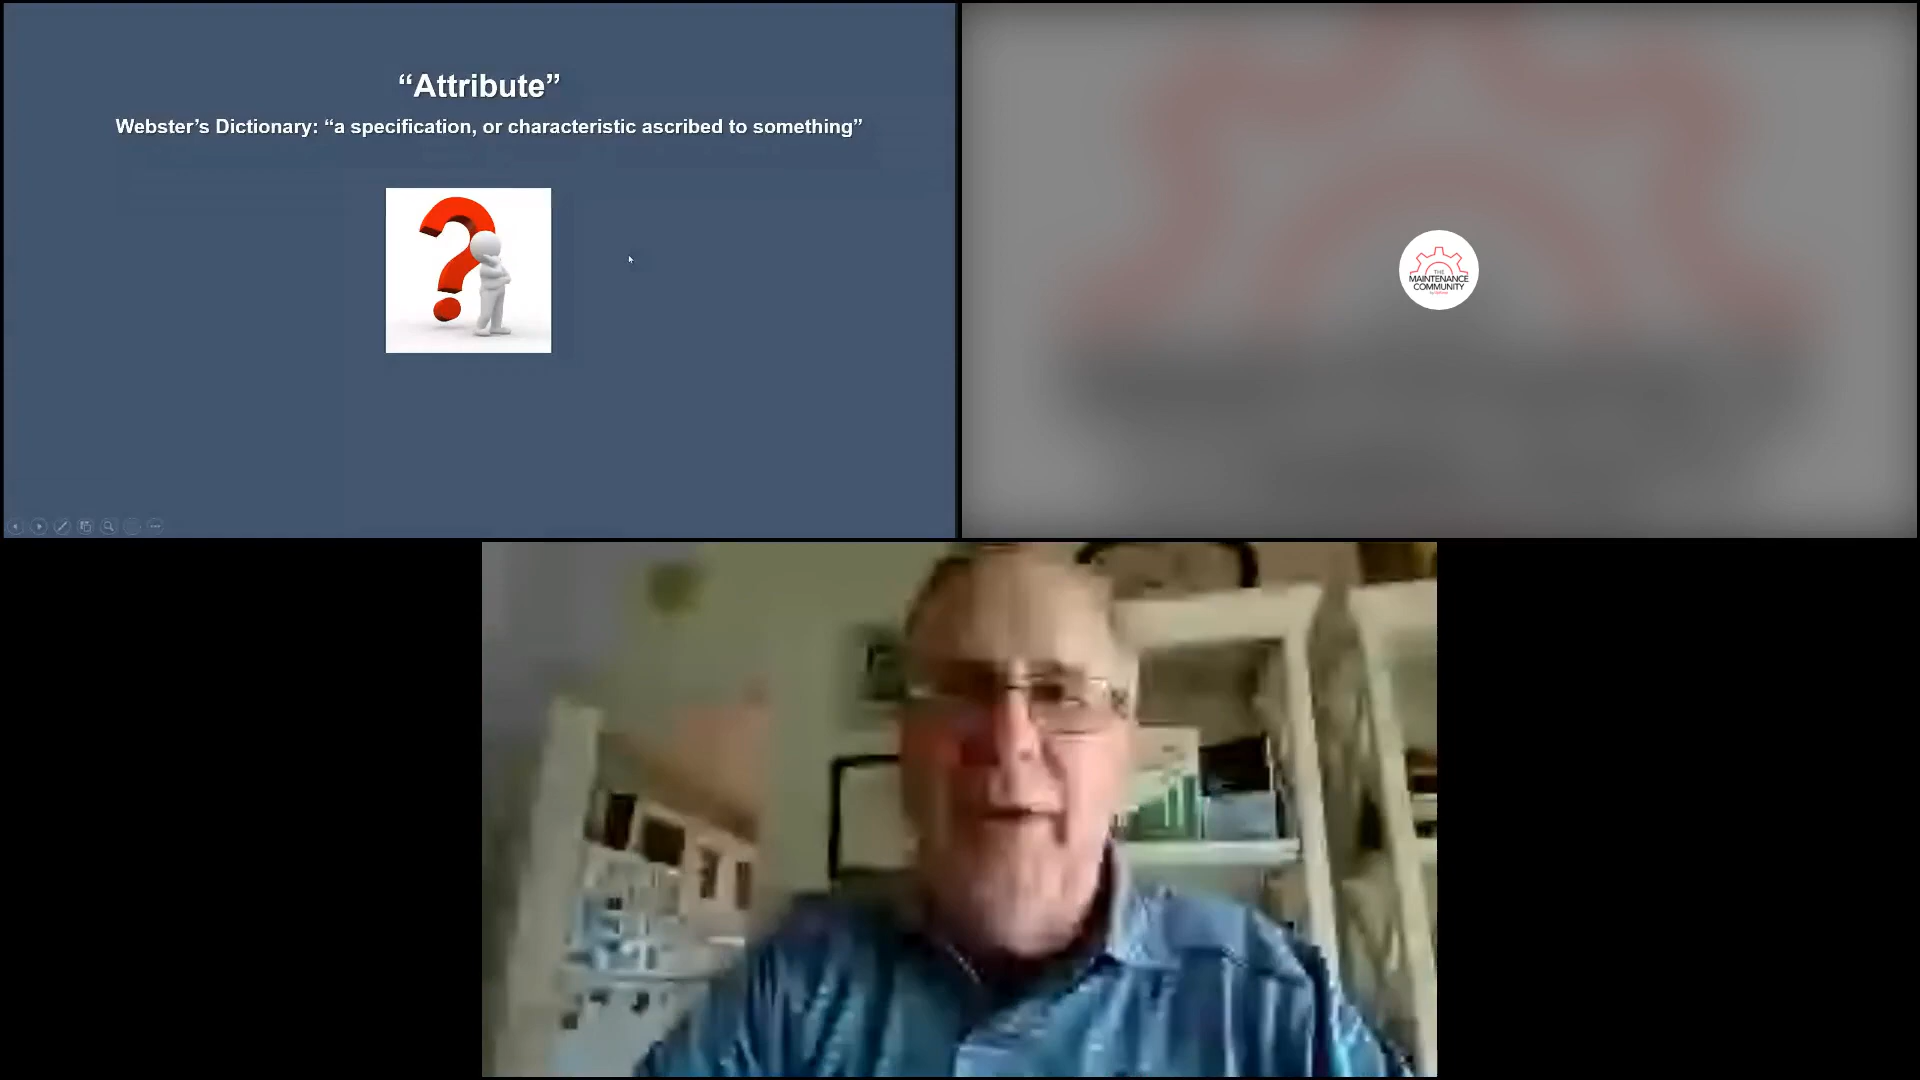 “Attribute”
Webster’s Dictionary: “a specification, or characteristic ascribed to something”
THE
MAINTENANCE
COMMUNITY